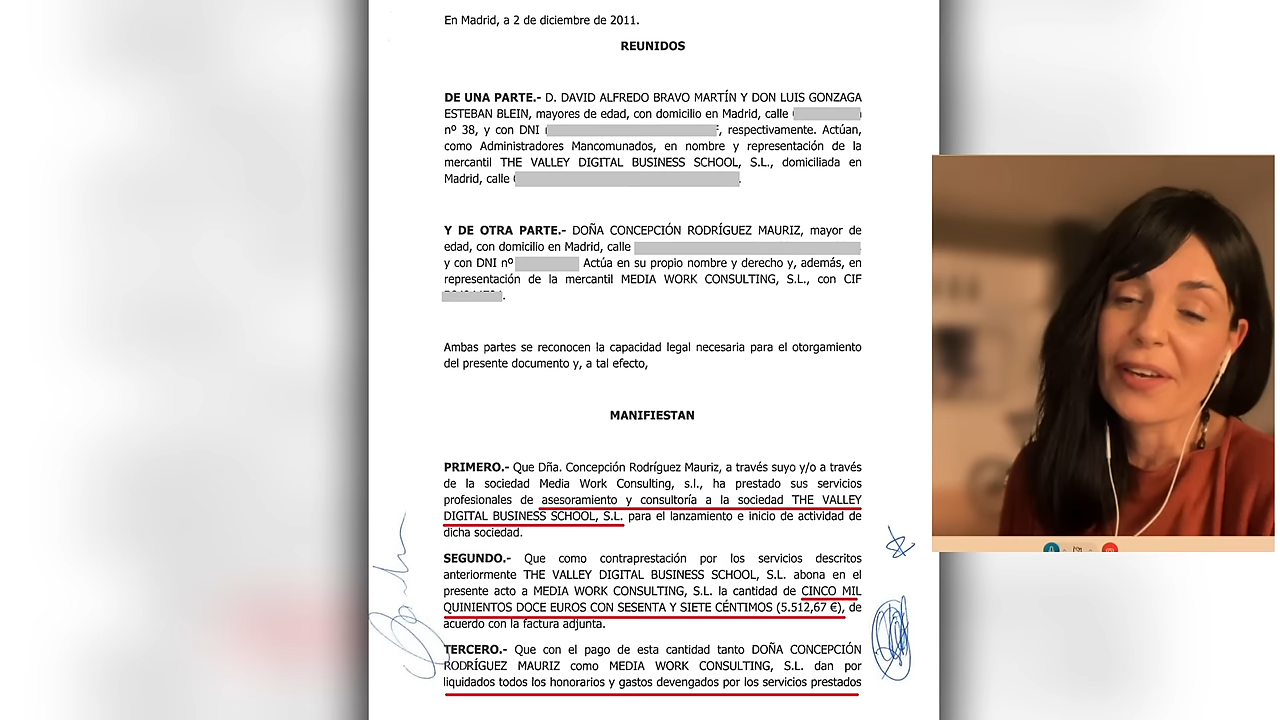 En Madrid, a 2 de diciembre de 2011.
REUNIDOS
DE UNA PARTE.- D. DAVID ALFREDO BRAVO MARTÍN Y DON LUIS GONZAGA
ESTEBAN BLEIN, mayores de edad, con domicilio en Madrid, calle
nº 38, y con DNI , respectivamente. Actúan,
como Administradores Mancomunados, en nombre y representación de la
mercantil THE VALLEY DIGITAL BUSINESS SCHOOL, S.L., domiciliada en
Madrid, calle .
Y DE OTRA PARTE.- DOÑA CONCEPCIÓN RODRÍGUEZ MAURIZ, mayor de
edad, con domicilio en Madrid, calle
y con DNI nº Actúa en su propio nombre y derecho y, además, en
representación de la mercantil MEDIA WORK CONSULTING, S.L., con CIF
.
Ambas partes se reconocen la capacidad legal necesaria para el otorgamiento
del presente documento y, a tal efecto,
MANIFIESTAN
PRIMERO.- Que Dña. Concepción Rodríguez Mauriz, a través suyo y/o a través
de la sociedad Media Work Consulting, s.l., ha prestado sus servicios
profesionales de asesoramiento y consultoría a la sociedad THE VALLEY
DIGITAL BUSINESS SCHOOL, S.L. para el lanzamiento e inicio de actividad de
dicha sociedad.
SEGUNDO.- Que como contraprestación por los servicios descritos
anteriormente THE VALLEY DIGITAL BUSINESS SCHOOL, S.L. abona en el
presente acto a MEDIA WORK CONSULTING, S.L. la cantidad de CINCO MIL
QUINIENTOS DOCE EUROS CON SESENTA Y SIETE CÉNTIMOS (5.512,67 €), de
acuerdo con la factura adjunta.
TERCERO.- Que con el pago de esta cantidad tanto DOÑA CONCEPCIÓN
RODRÍGUEZ MAURIZ como MEDIA WORK CONSULTING, S.L. dan por
liquidados todos los honorarios y gastos devengados por los servicios prestados